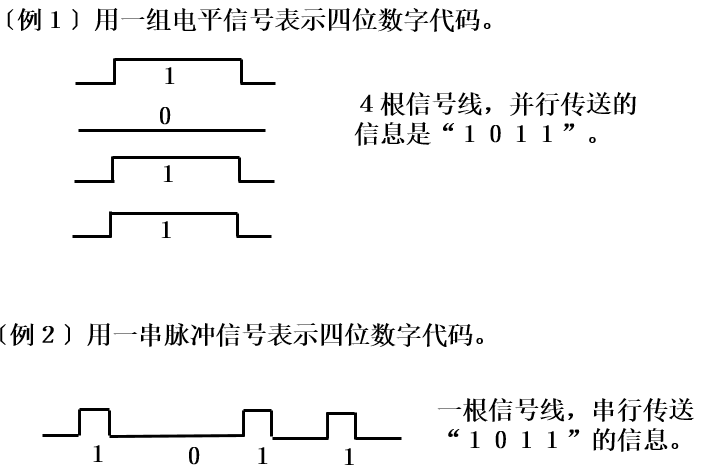 〔例１〕用一组电平信号表示四位数字代码。
1
0
1
1
４根信号线，并行传送的
信息是“１０１１”。
〔例２〕用一串脉冲信号表示四位数字代码。
1 0 1 1
一根信号线，串行传送
“１０１１”的信息。